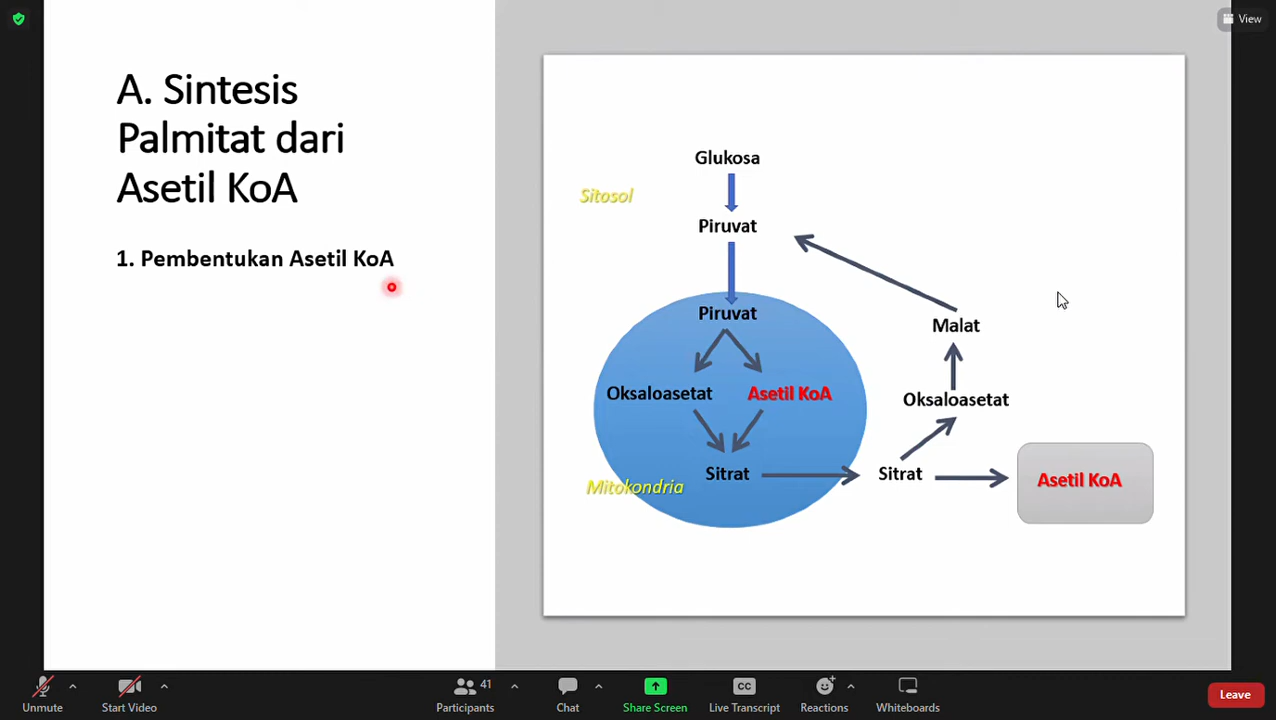 View
A. Sintesis
Palmitat dari
Asetil KoA
1. Pembentukan Asetil KoA
Glukosa
Sitosol
Piruvat
Piruvat
Malat
Oksaloasetat
Asetil KoA
Oksaloasetat
Sitrat
Sitrat
Asetil KoA
Mitokondria
Unmute
Start Video
41
Participants
Chat
Share Screen
CC
Live Transcript
Reactions
Whiteboards
Leave